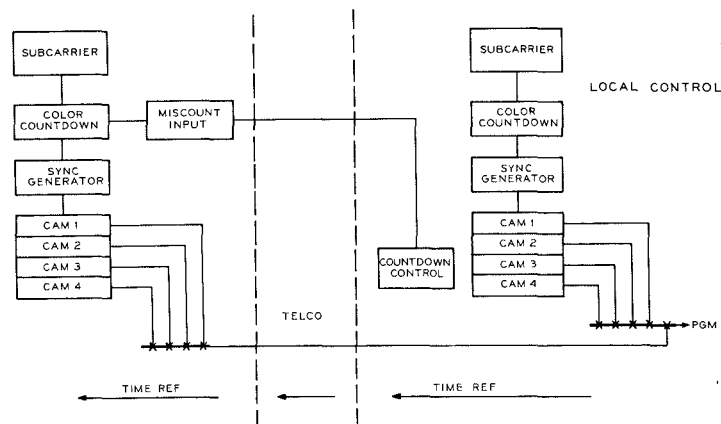 SUBCARRIER
COLOR
COUNTDOWN
MISCOUNT
INPUT
SYNC
GENERATOR
CAM 1
CAM 2
CAM 3
CAM 4
TELCO
SUBCARRIER
LOCAL CONTROL
COLOR
COUNTDOWN
SYNC
GENERATOR
CAM 1
CAM 2
CAM 3
CAM 4
COUNTDOWN
CONTROL
PGM
TIME REF
TIME REF